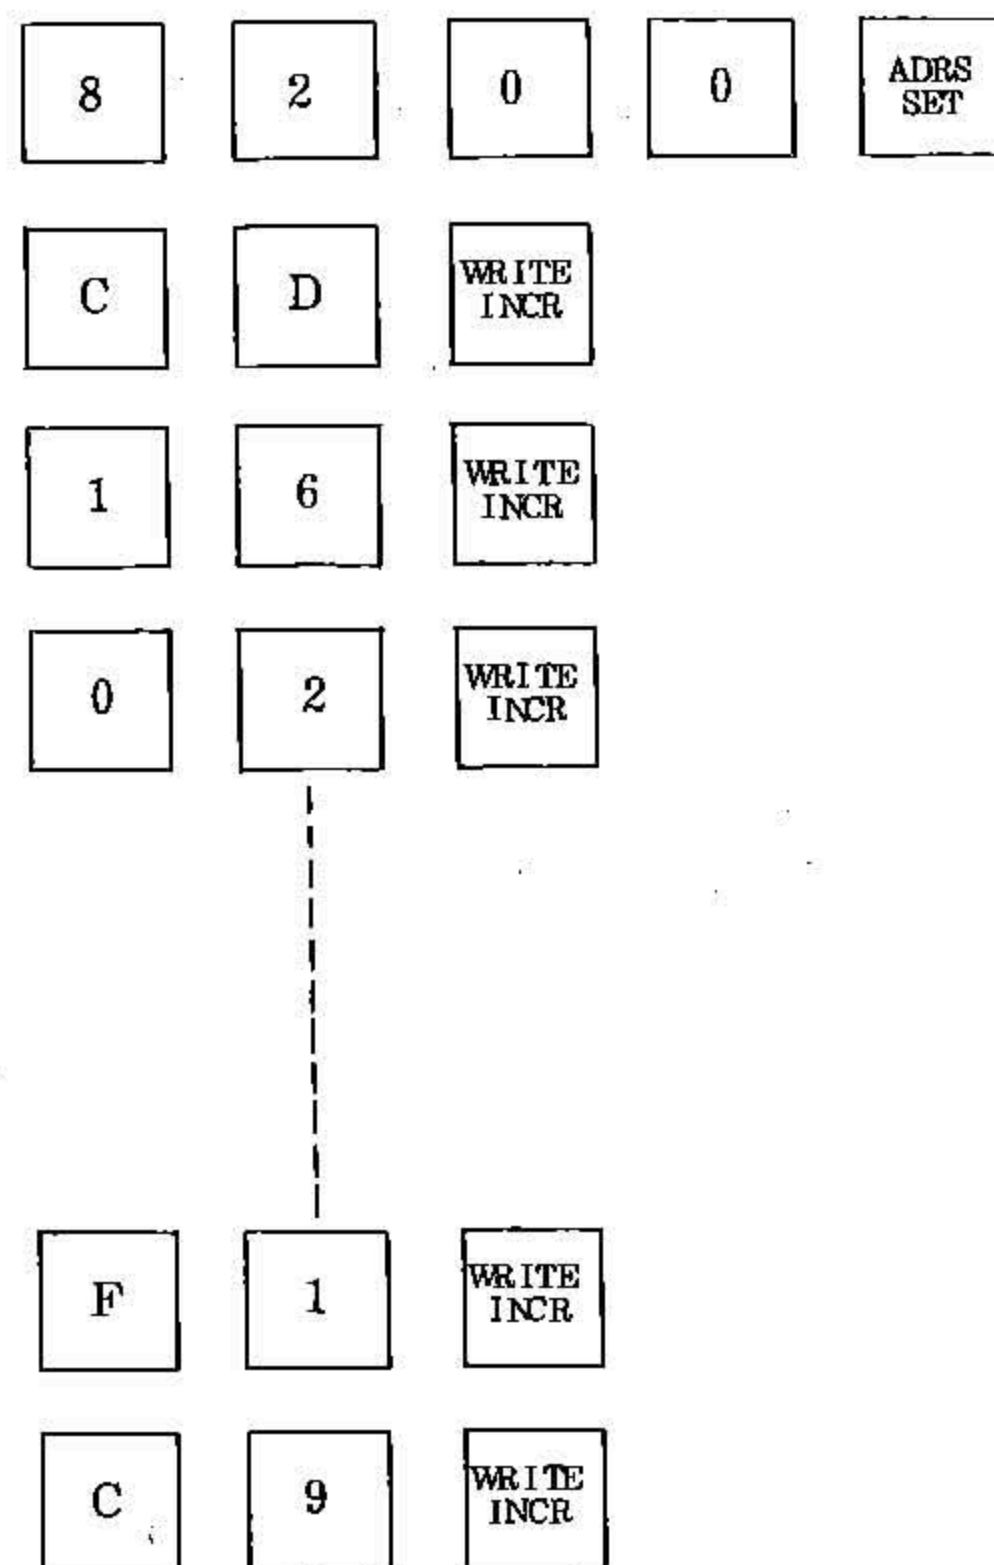 8 2 0 0 ADRS SET
C D WRITE INCR
1 6 WRITE INCR
0 2 WRITE INCR
F 1 WRITE INCR
C 9 WRITE INCR